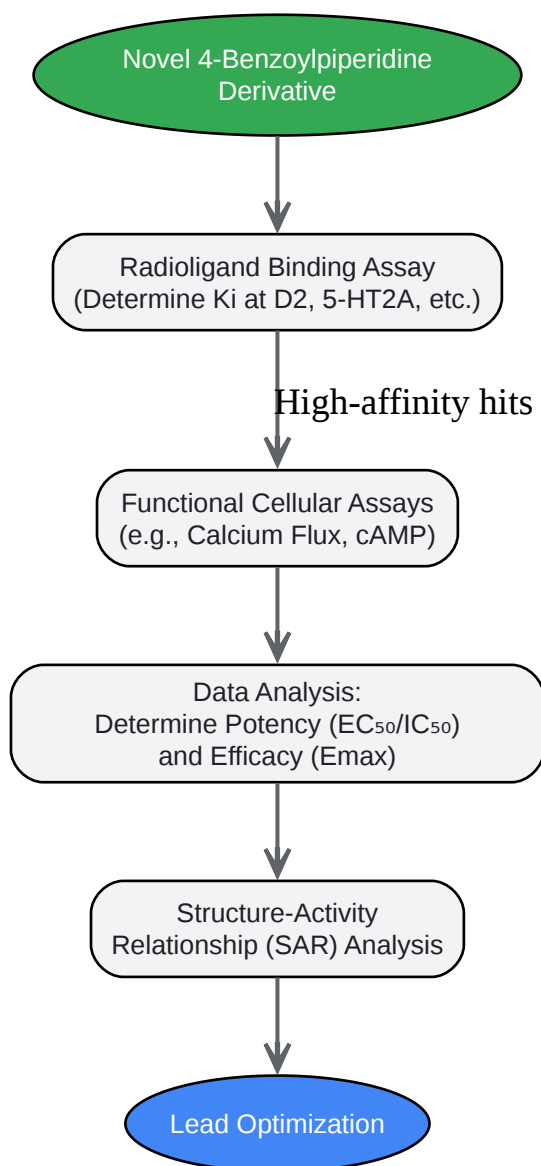 Novel 4-Benzoylpiperidine
Derivative
Radioligand Binding Assay
(Determine Ki at D2, 5-HT2A, etc.)
High-affinity hits
Functional Cellular Assays
(e.g., Calcium Flux, cAMP)
Data Analysis:
Determine Potency (EC₅₀/IC₅₀)
and Efficacy (Emax)
Structure-Activity
Relationship (SAR) Analysis
Lead Optimization